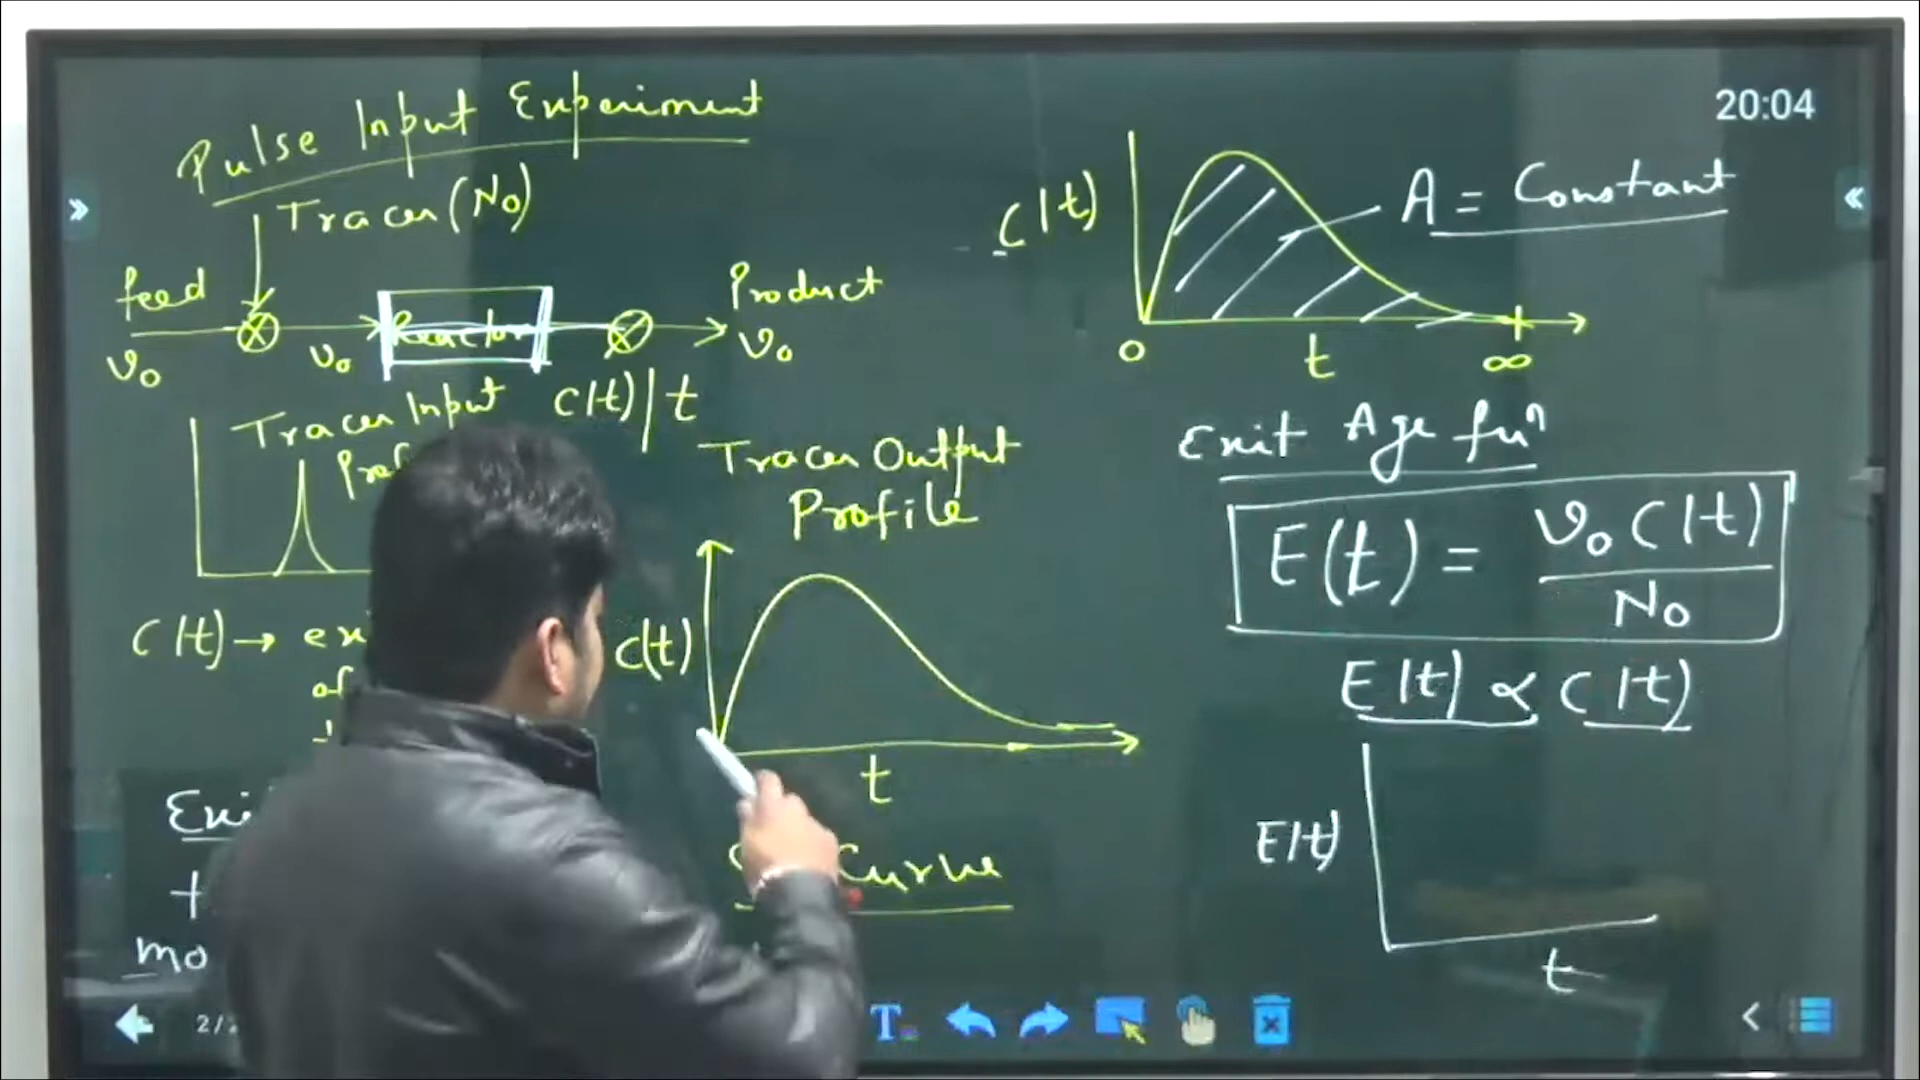 Pulse Input Experiment
Tracer (N₀)
feed
v₀
v₀
Reactor
Product
v₀
C(t) | t
Tracer Input
C(t) →
Tracer Output
Profile
C(t)
t
Curve
20:04
C(t)
A = Constant
0
t
∞
Exit Age fuⁿ
E(t) = v₀ C(t) / N₀
E(t) ∝ C(t)
E(t)
t
T